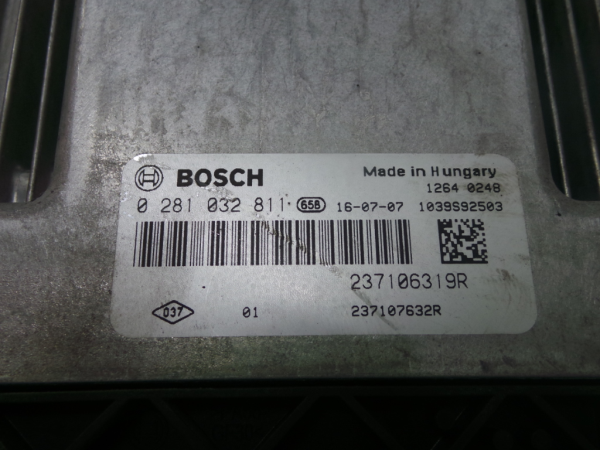 BOSCH Made in Hungary
1264 0248
0 281 032 811 658 16-07-07 1039S92503
237106319R
037 01 237107632R